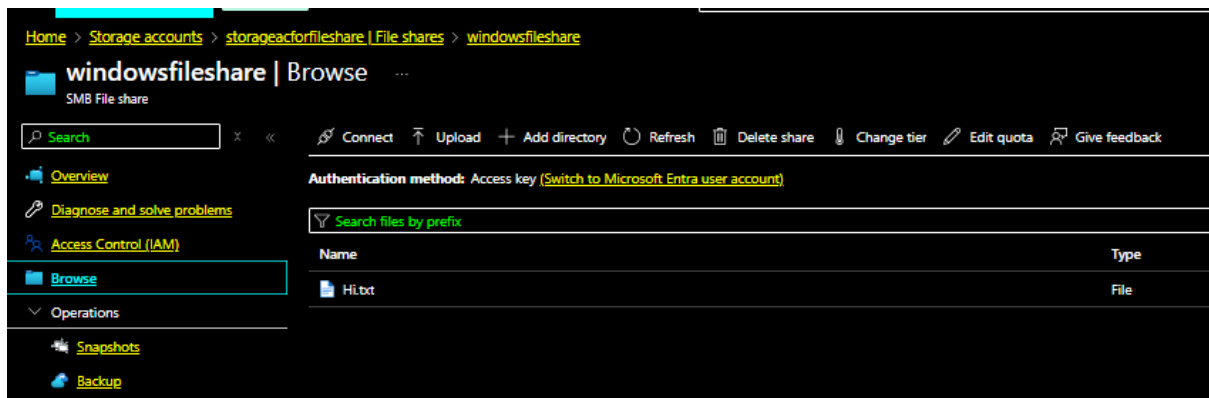 Home > Storage accounts > storageacforfileshare | File shares > windowsfileshare
windowsfileshare | Browse ...
SMB File share
Search
Connect Upload Add directory Refresh Delete share Change tier Edit quota Give feedback
Overview
Authentication method: Access key (Switch to Microsoft Entra user account)
Diagnose and solve problems
Search files by prefix
Access Control (IAM)
Name Type
Browse
Hi.txt File
Operations
Snapshots
Backup